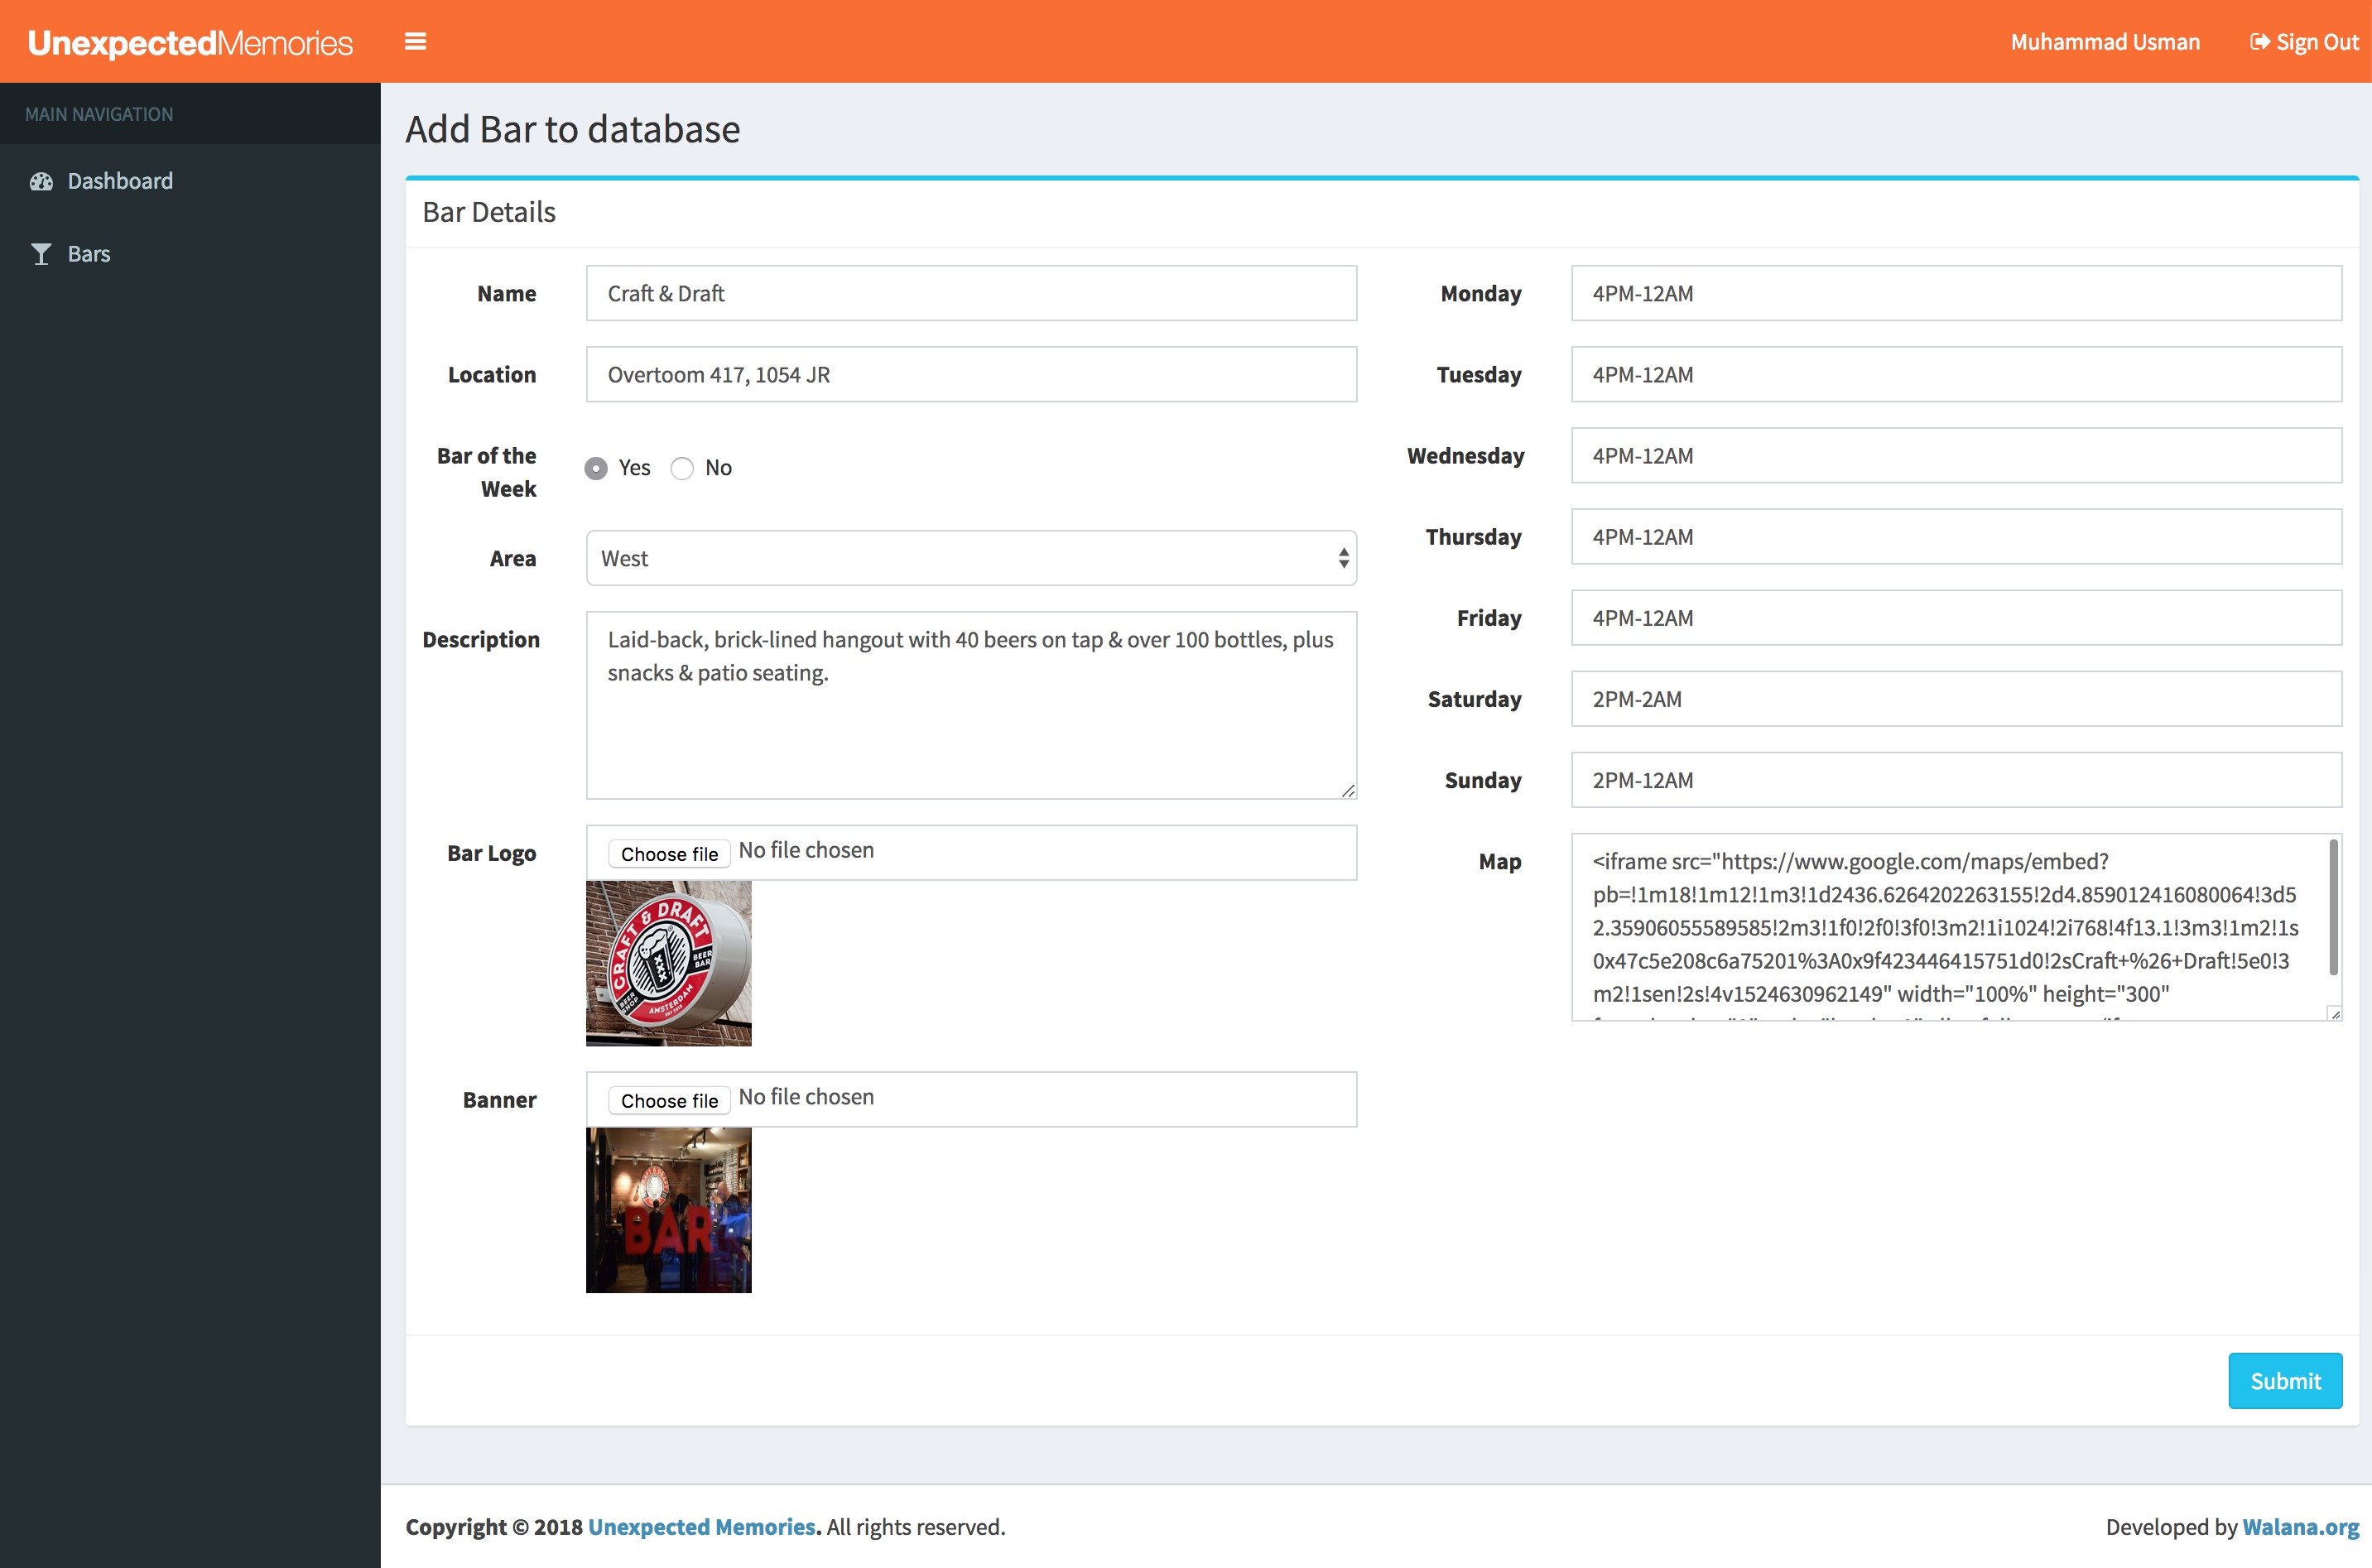 UnexpectedMemories
Muhammad Usman
Sign Out
MAIN NAVIGATION
Dashboard
Bars
Add Bar to database
Bar Details
Name
Craft & Draft
Location
Overtoom 417, 1054 JR
Bar of the
Week
Yes
No
Area
West
Description
Laid-back, brick-lined hangout with 40 beers on tap & over 100 bottles, plus
snacks & patio seating.
Bar Logo
Choose file No file chosen
CRAFT & DRAFT
BEER
BAR
BEER
SHOP
AMSTERDAM
Banner
Choose file No file chosen
BAR
Monday
4PM-12AM
Tuesday
4PM-12AM
Wednesday
4PM-12AM
Thursday
4PM-12AM
Friday
4PM-12AM
Saturday
2PM-2AM
Sunday
2PM-12AM
Map
<iframe src="https://www.google.com/maps/embed?
pb=!1m18!1m12!1m3!1d2436.6264202263155!2d4.859012416080064!3d5
2.35906055589585!2m3!1f0!2f0!3f0!3m2!1i1024!2i768!4f13.1!3m3!1m2!1s
0x47c5e208c6a75201%3A0x9f423446415751d0!2sCraft+%26+Draft!5e0!3
m2!1sen!2s!4v1524630962149" width="100%" height="300"
Submit
Copyright © 2018 Unexpected Memories. All rights reserved.
Developed by Walana.org